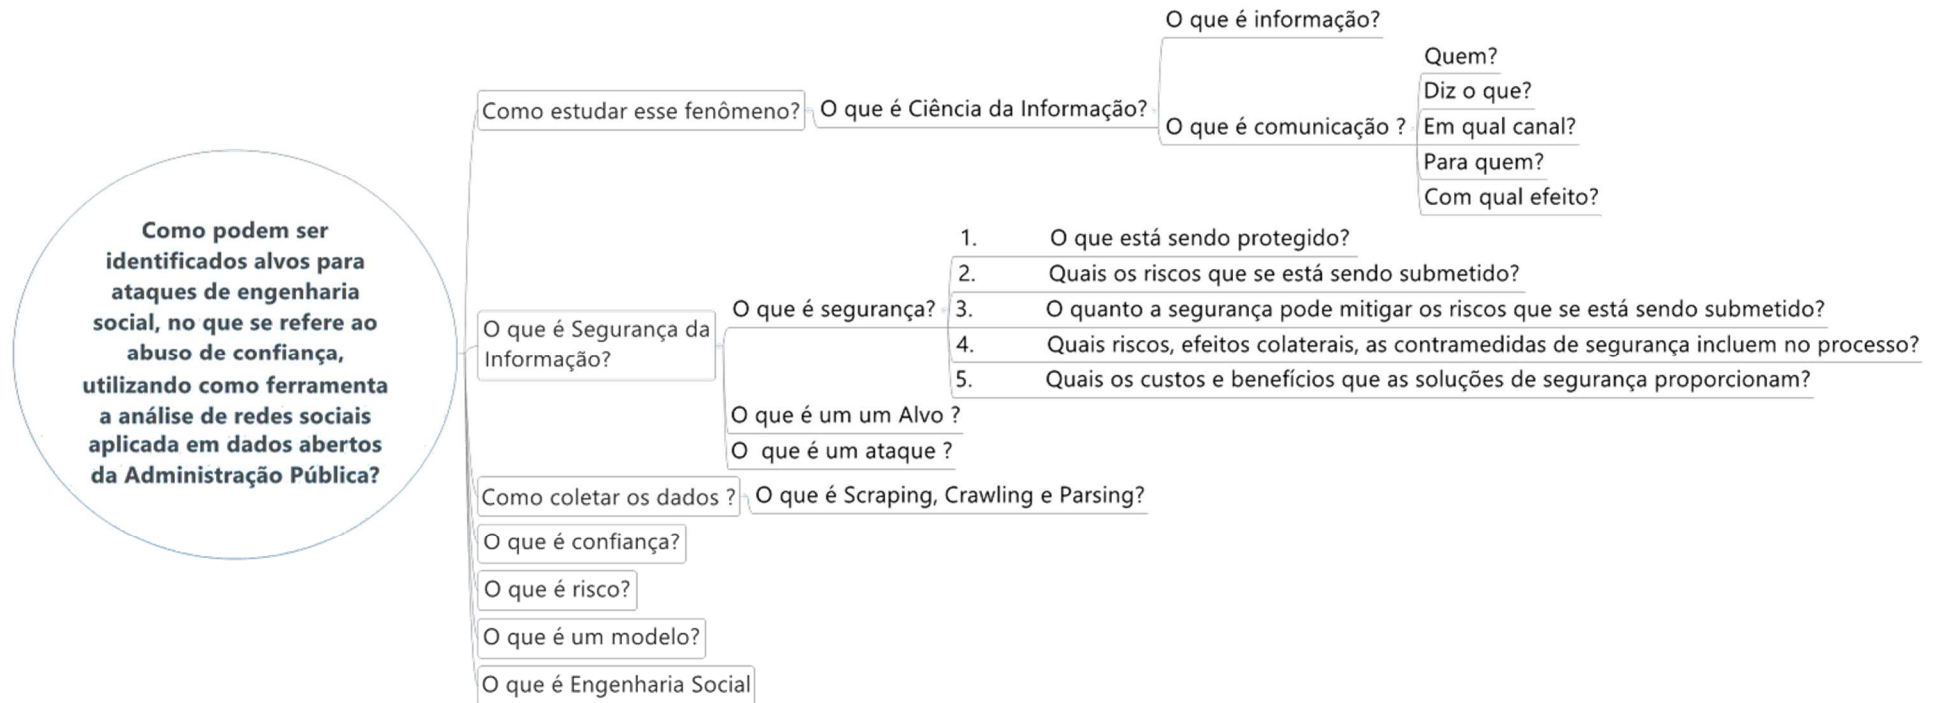 Como podem ser
identificados alvos para
ataques de engenharia
social, no que se refere ao
abuso de confiança,
utilizando como ferramenta
a análise de redes sociais
aplicada em dados abertos
da Administração Pública?
Como estudar esse fenômeno?
O que é Ciência da Informação?
O que é informação?
O que é comunicação ?
Quem?
Diz o que?
Em qual canal?
Para quem?
Com qual efeito?
O que é Segurança da
Informação?
O que é segurança?
1. O que está sendo protegido?
2. Quais os riscos que se está sendo submetido?
3. O quanto a segurança pode mitigar os riscos que se está sendo submetido?
4. Quais riscos, efeitos colaterais, as contramedidas de segurança incluem no processo?
5. Quais os custos e benefícios que as soluções de segurança proporcionam?
O que é um um Alvo ?
O que é um ataque ?
Como coletar os dados ?
O que é Scraping, Crawling e Parsing?
O que é confiança?
O que é risco?
O que é um modelo?
O que é Engenharia Social